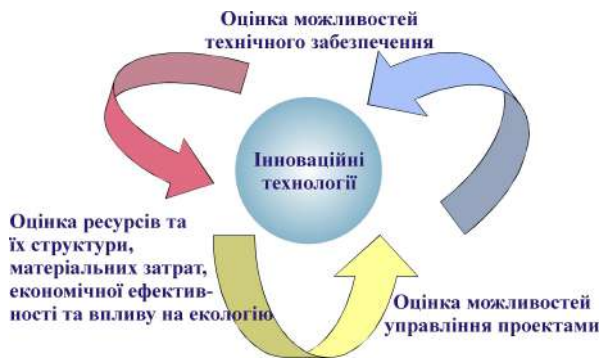 Оцінка можливостей
технічного забезпечення
Інноваційні
технології
Оцінка ресурсів та
їх структури,
матеріальних затрат,
економічної ефектив-
ності та впливу на екологію
Оцінка можливостей
управління проектами